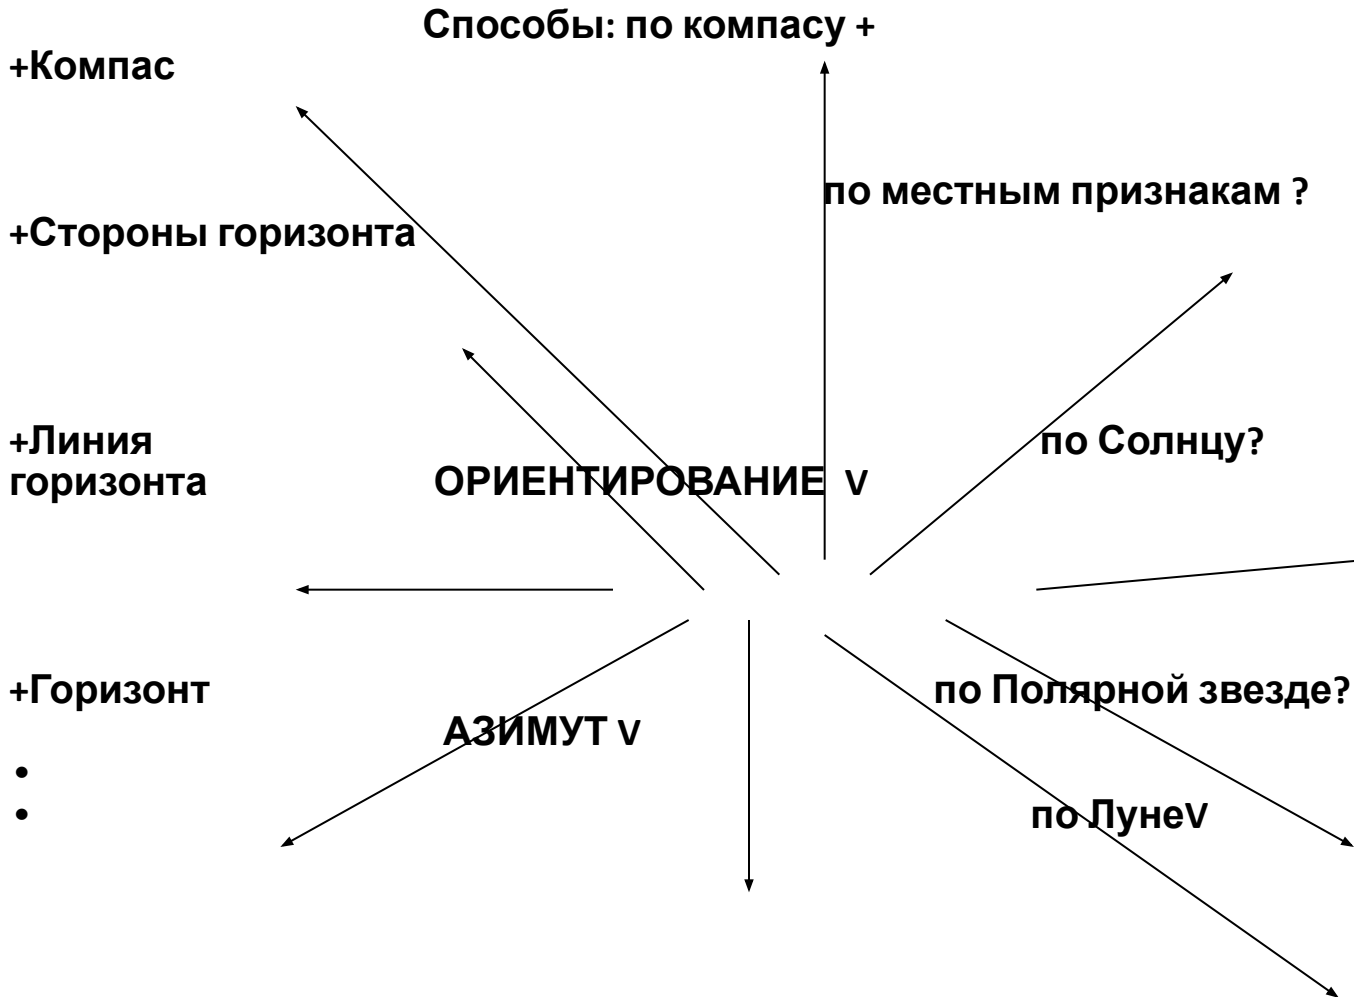 Способы: по компасу +
+Компас
по местным признакам ?
+Стороны горизонта
+Линия
горизонта
по Солнцу?
ОРИЕНТИРОВАНИЕ V
+Горизонт
по Полярной звезде?
АЗИМУТ V
•
•
по ЛунеV